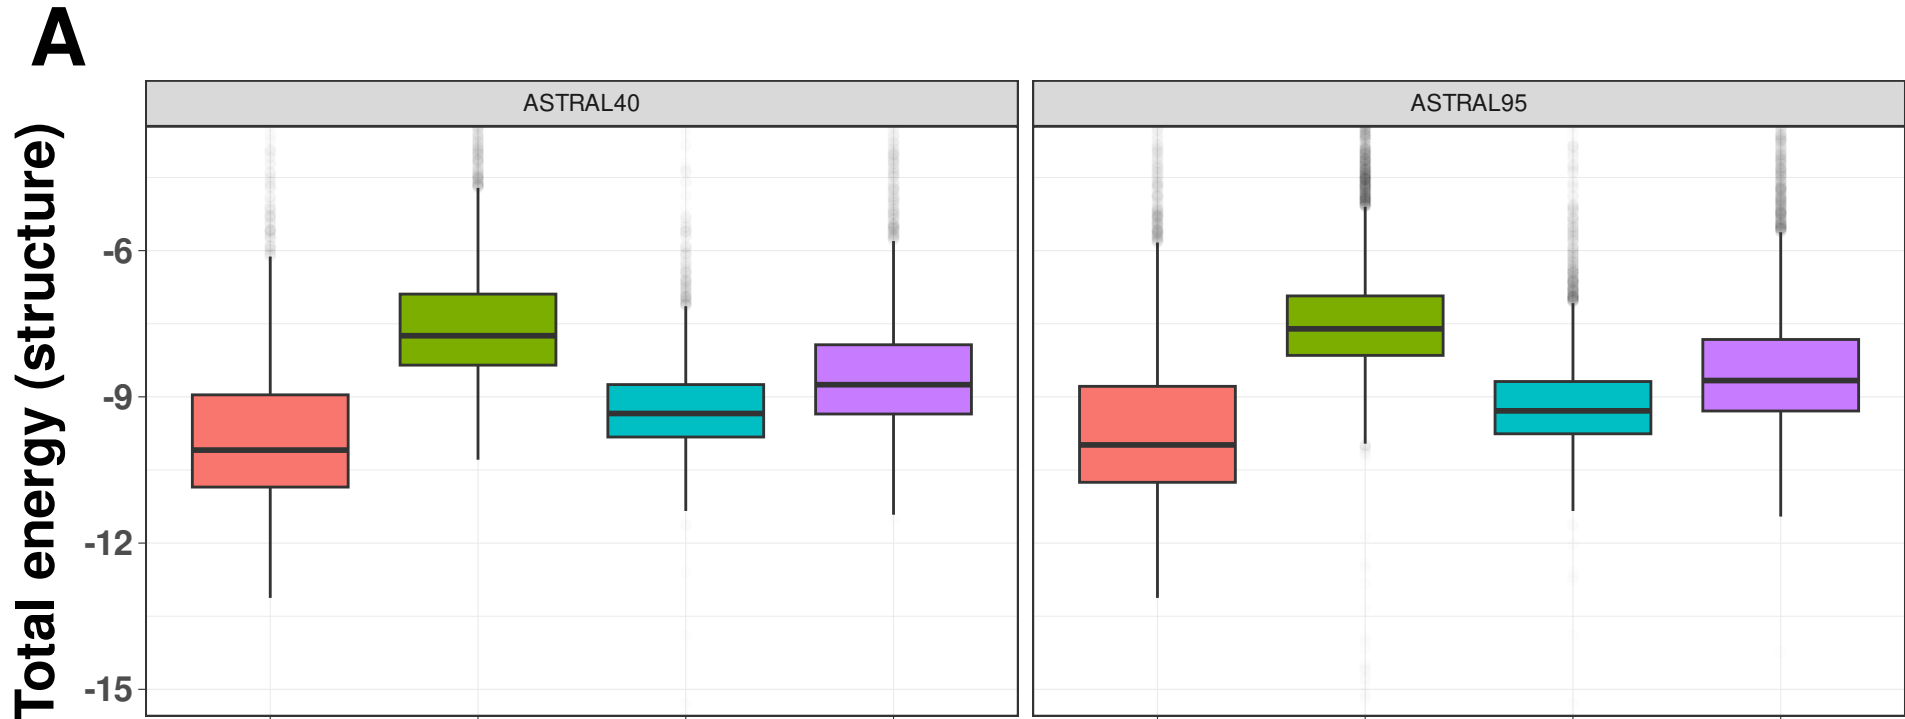 A
ASTRAL40
ASTRAL95
Total energy (structure)
-6
-9
-12
-15